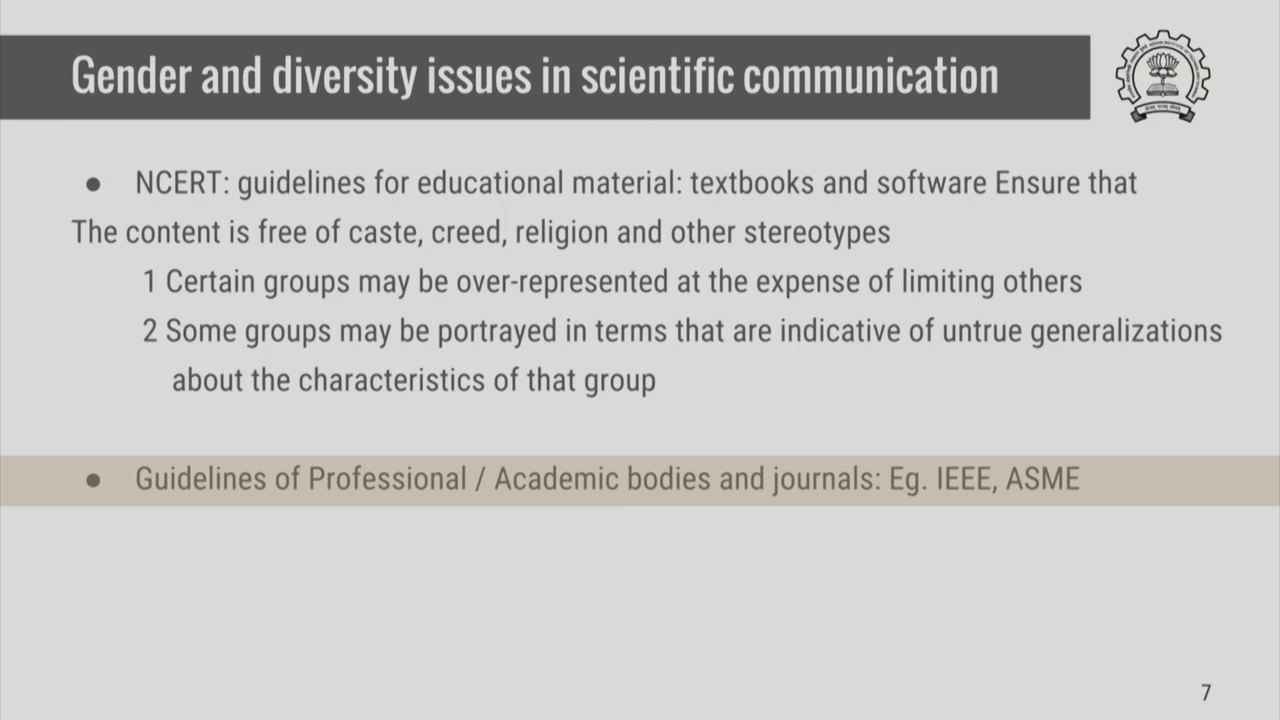 Gender and diversity issues in scientific communication
● NCERT: guidelines for educational material: textbooks and software Ensure that
The content is free of caste, creed, religion and other stereotypes
1 Certain groups may be over-represented at the expense of limiting others
2 Some groups may be portrayed in terms that are indicative of untrue generalizations
about the characteristics of that group
● Guidelines of Professional / Academic bodies and journals: Eg. IEEE, ASME
7